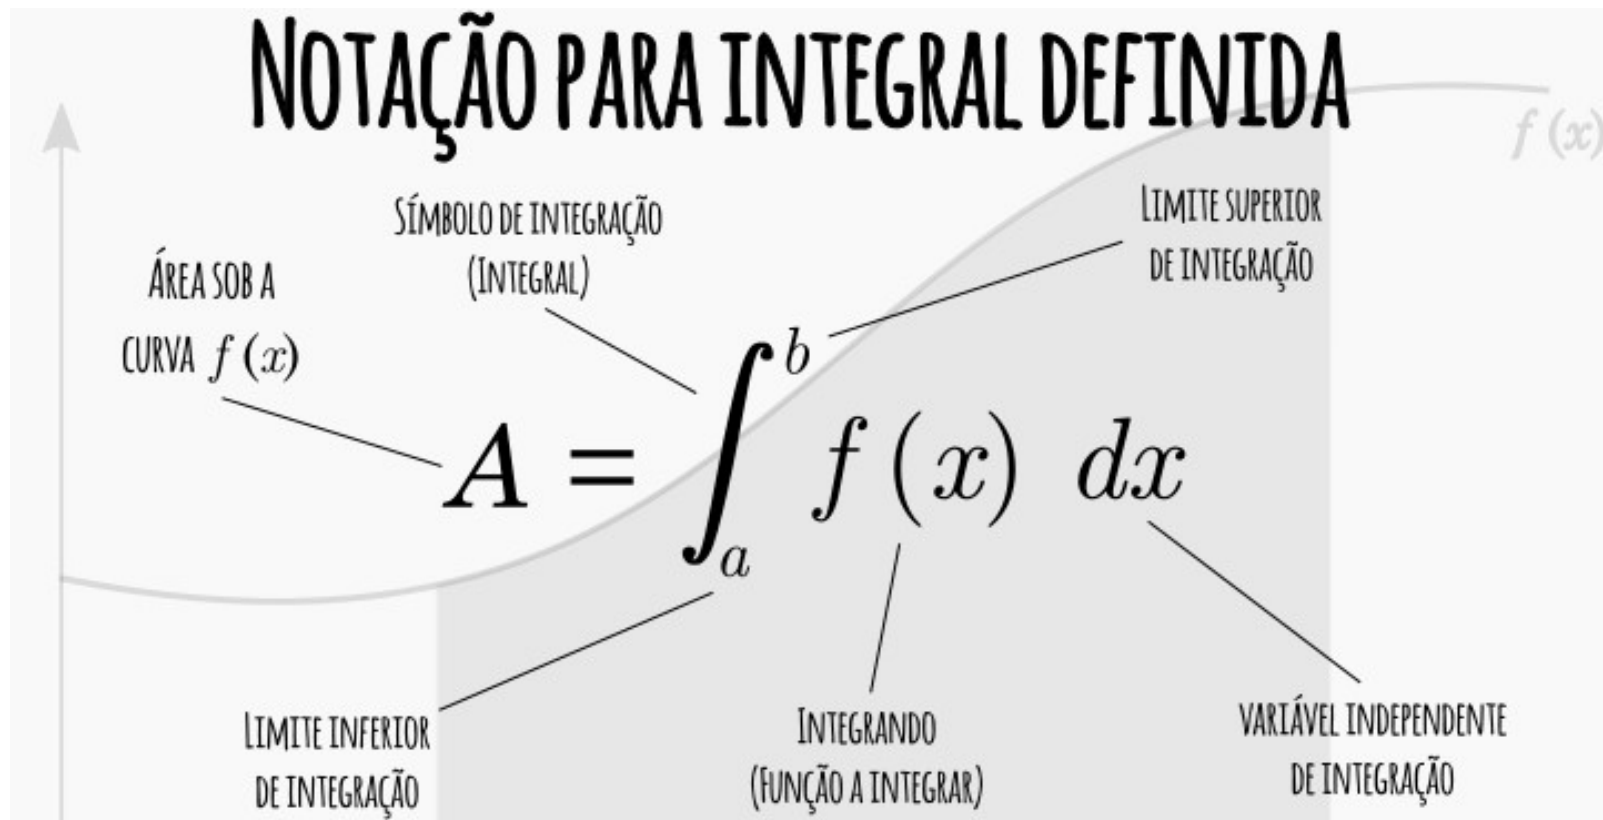 NOTAÇÃO PARA INTEGRAL DEFINIDA
f (x)
SÍMBOLO DE INTEGRAÇÃO
(INTEGRAL)
LIMITE SUPERIOR
DE INTEGRAÇÃO
ÁREA SOB A
CURVA f (x)
A = ∫_a^b f (x) dx
LIMITE INFERIOR
DE INTEGRAÇÃO
INTEGRANDO
(FUNÇÃO A INTEGRAR)
VARIÁVEL INDEPENDENTE
DE INTEGRAÇÃO